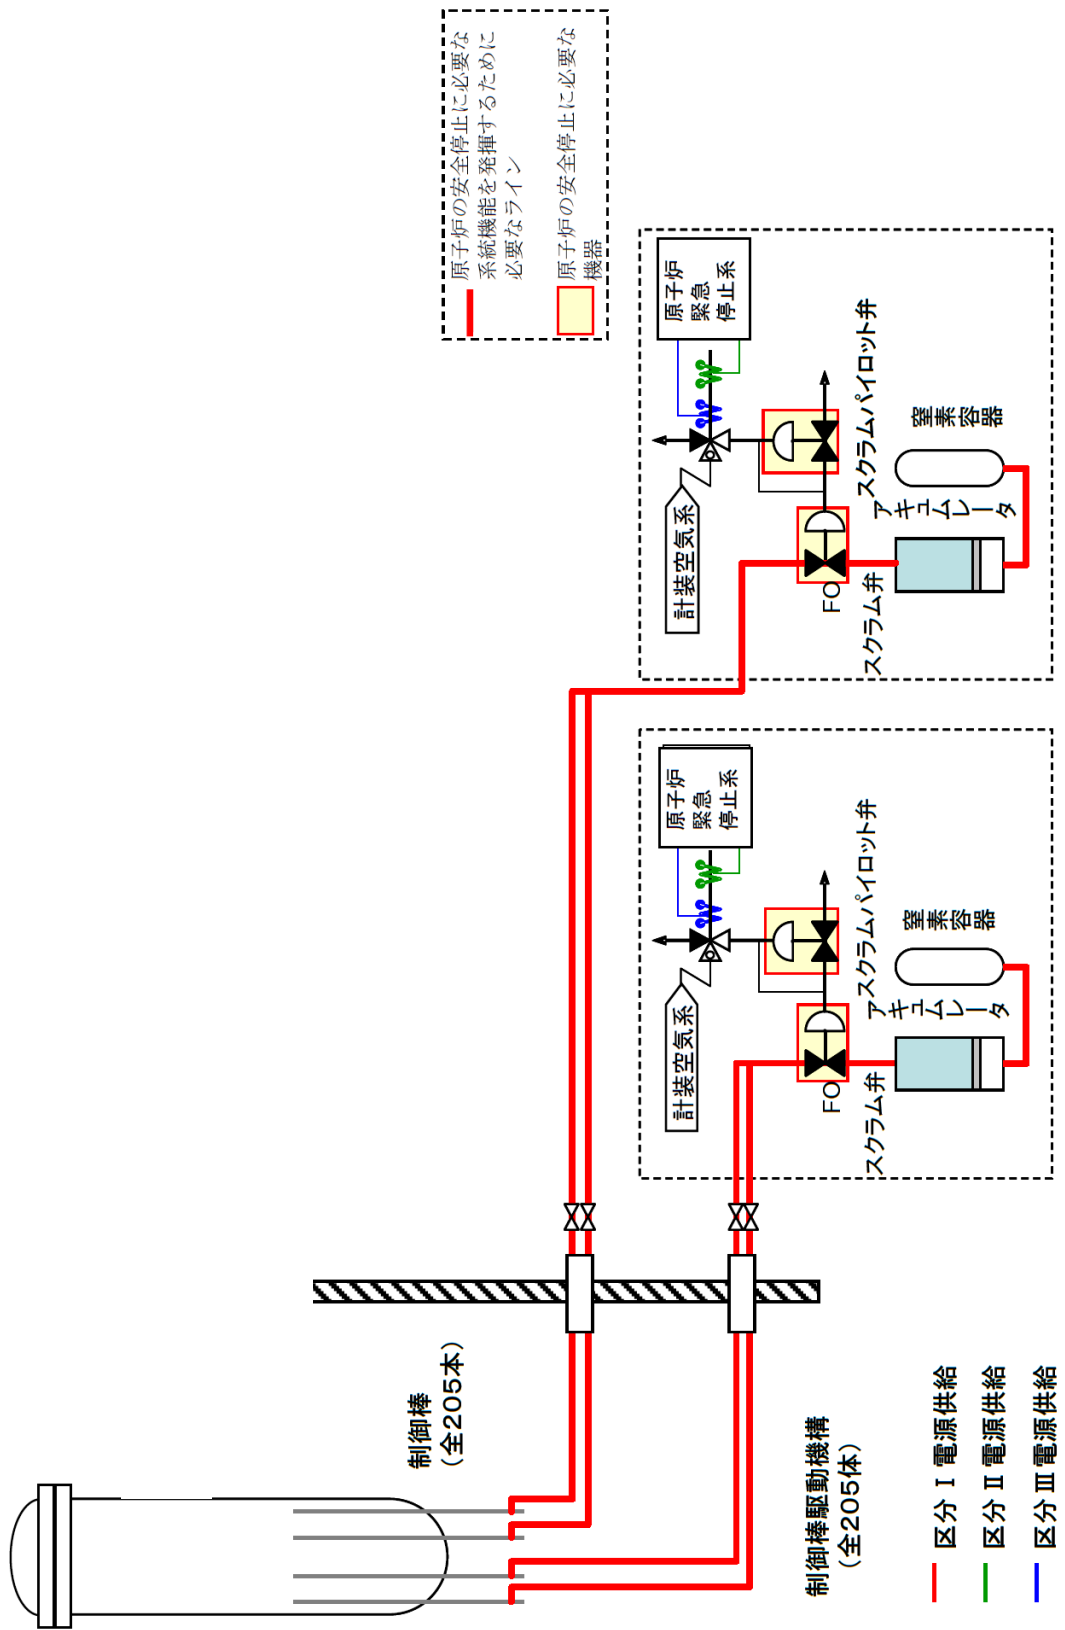 制御棒
(全205本)
原子炉の安全停止に必要な
系統機能を発揮するために
必要なライン
原子炉の安全停止に必要な
機器
原子炉
緊急
停止系
計装空気系
FO
スクラム弁
スクラムパイロット弁
アキュムレータ
窒素容器
原子炉
緊急
停止系
計装空気系
FO
スクラム弁
スクラムパイロット弁
アキュムレータ
窒素容器
制御棒駆動機構
(全205体)
区分 Ⅰ 電源供給
区分 Ⅱ 電源供給
区分 Ⅲ 電源供給